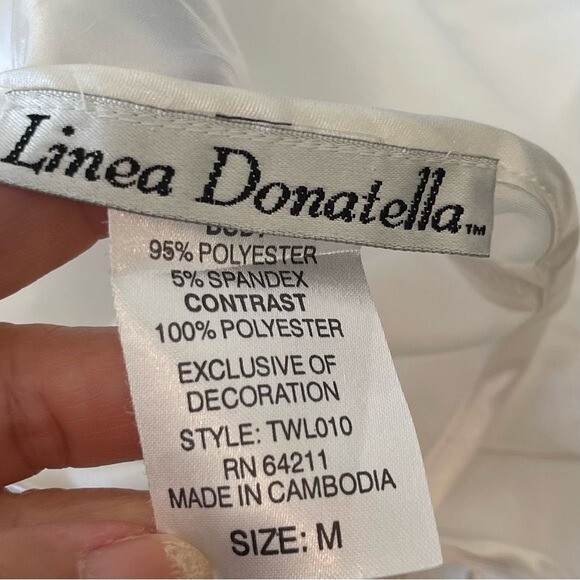 Linea Donatella™
BODY
95% POLYESTER
5% SPANDEX
CONTRAST
100% POLYESTER
EXCLUSIVE OF
DECORATION
STYLE: TWL010
RN 64211
MADE IN CAMBODIA
SIZE: M